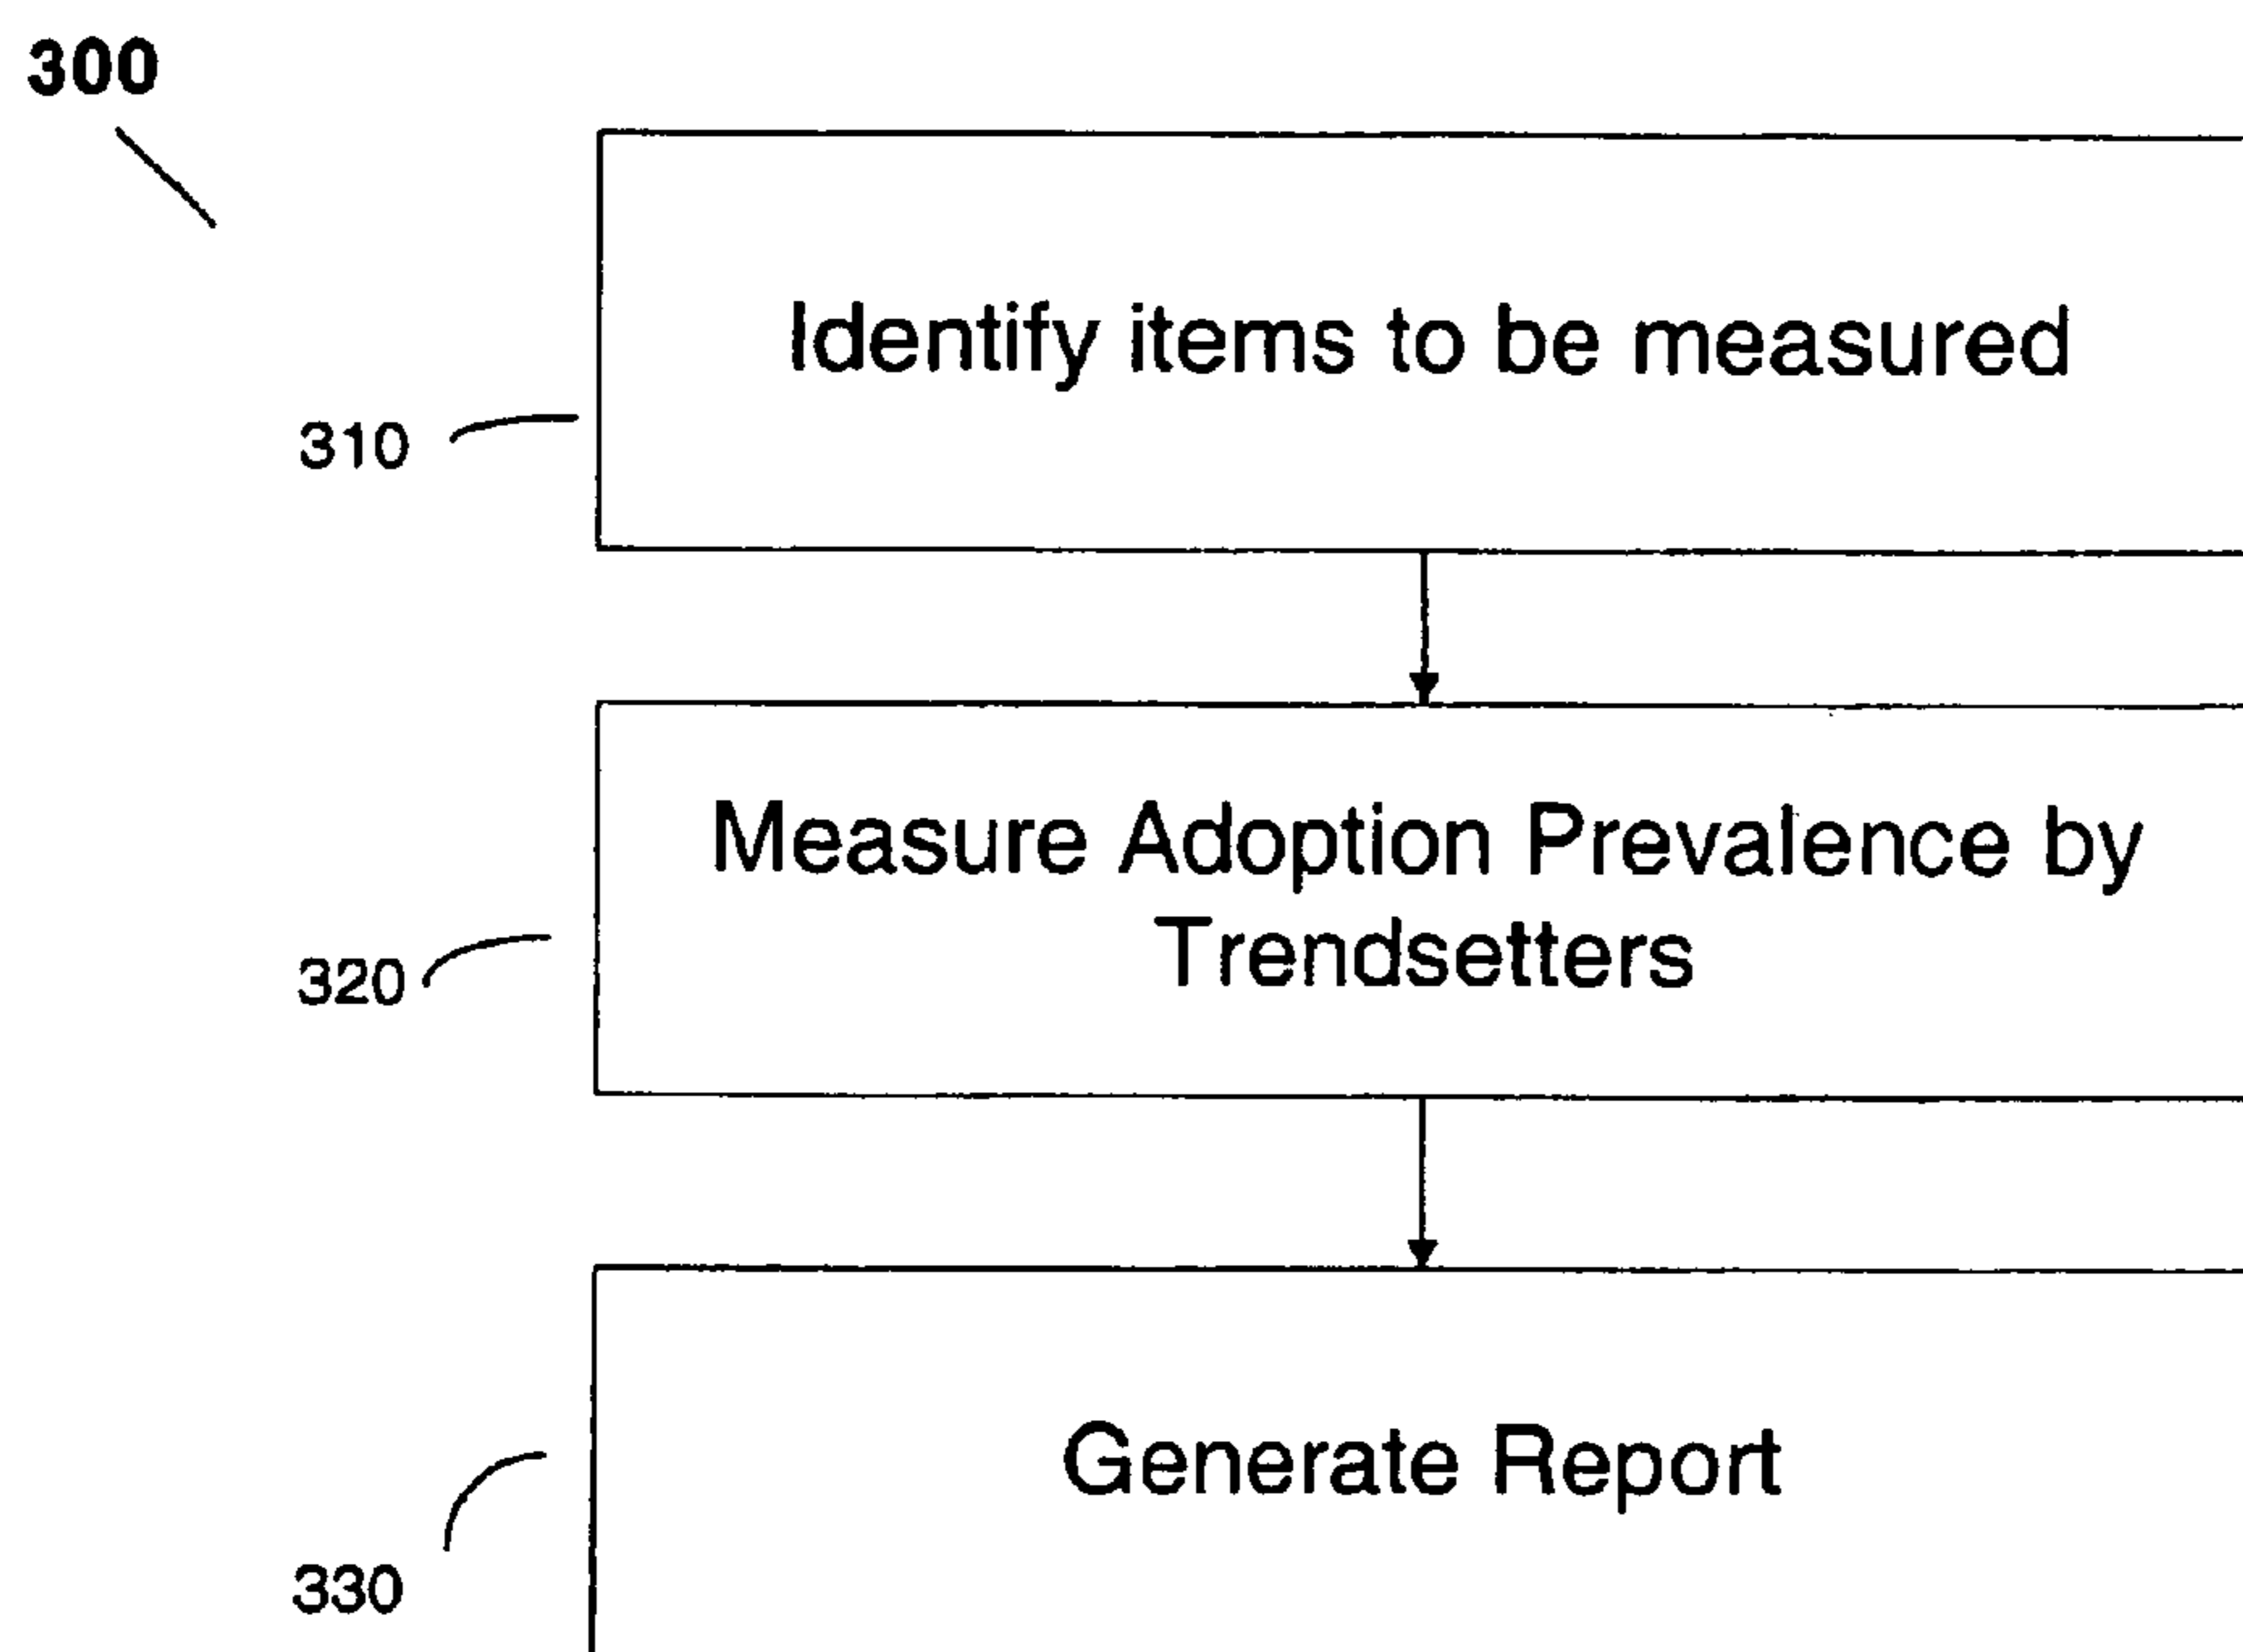 300
Identify items to be measured
310
Measure Adoption Prevalence by
Trendsetters
320
Generate Report
330